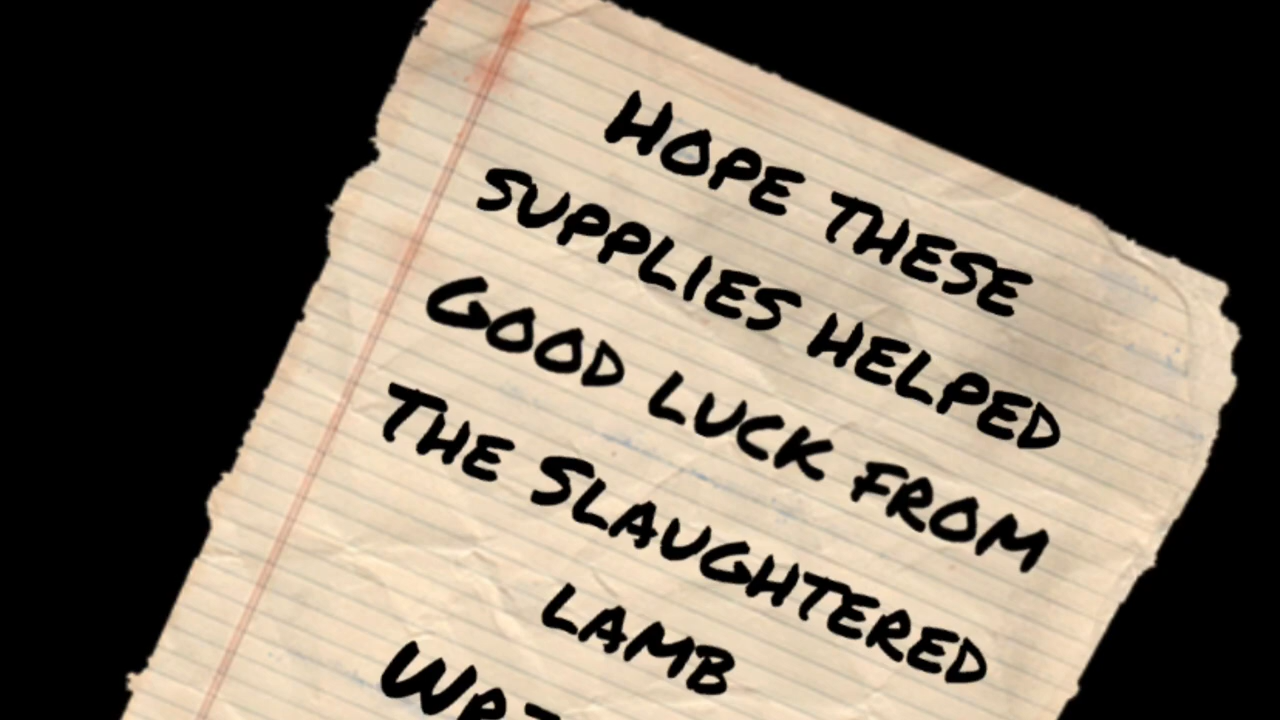 Hope these
supplies helped
Good luck from
The Slaughtered
lamb